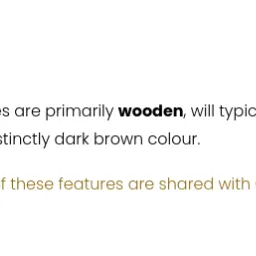 es are primarily wooden, will typic
stinctly dark brown colour.
f these features are shared with